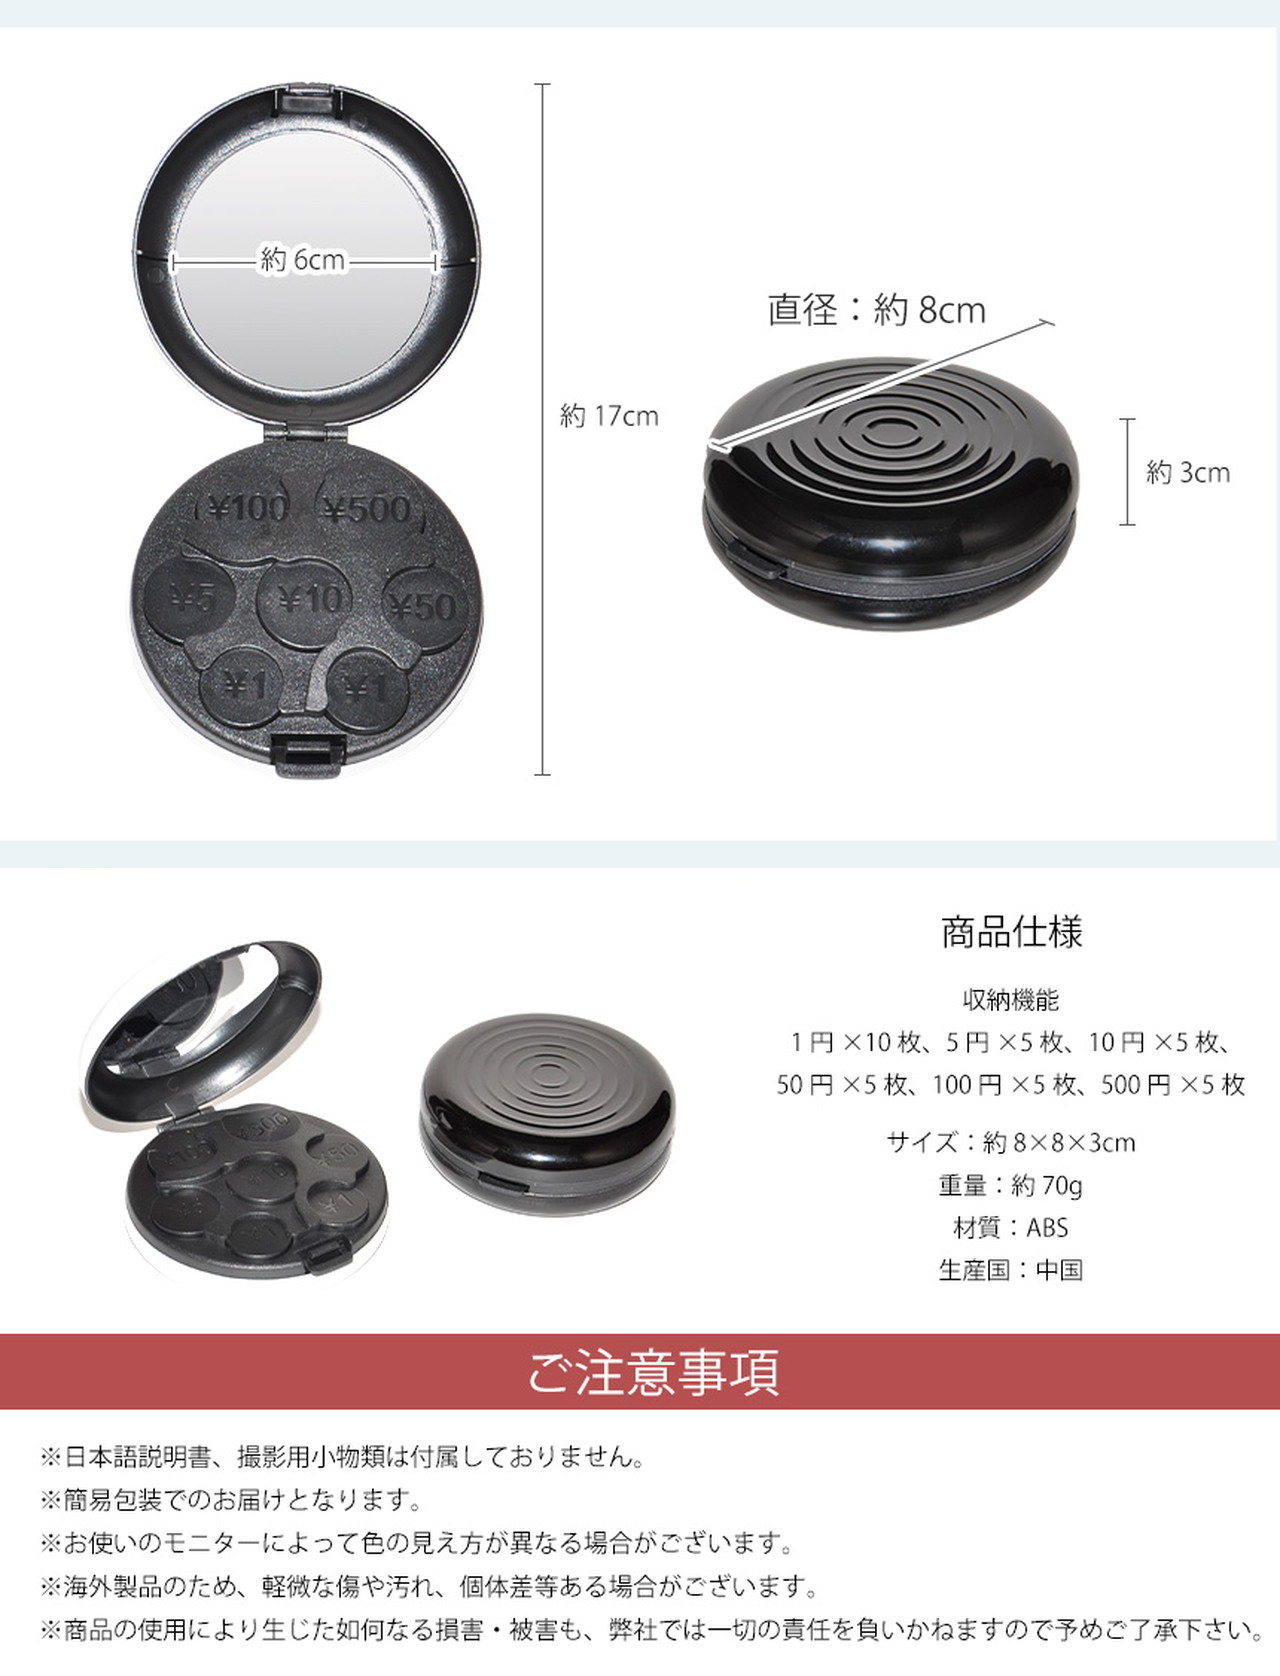 約 6cm
約 17cm
直径：約 8cm
約 3cm
¥100 ¥500
¥5 ¥10 ¥50
¥1 ¥1
商品仕様
収納機能
1 円 ×10 枚、5 円 ×5 枚、10 円 ×5 枚、
50 円 ×5 枚、100 円 ×5 枚、500 円 ×5 枚
サイズ：約 8×8×3cm
重量：約 70g
材質：ABS
生産国：中国
¥100 ¥500
¥10 ¥50
¥1
ご注意事項
※日本語説明書、撮影用小物類は付属しておりません。
※簡易包装でのお届けとなります。
※お使いのモニターによって色の見え方が異なる場合がございます。
※海外製品のため、軽微な傷や汚れ、個体差等ある場合がございます。
※商品の使用により生じた如何なる損害・被害も、弊社では一切の責任を負いかねますので予めご了承下さい。